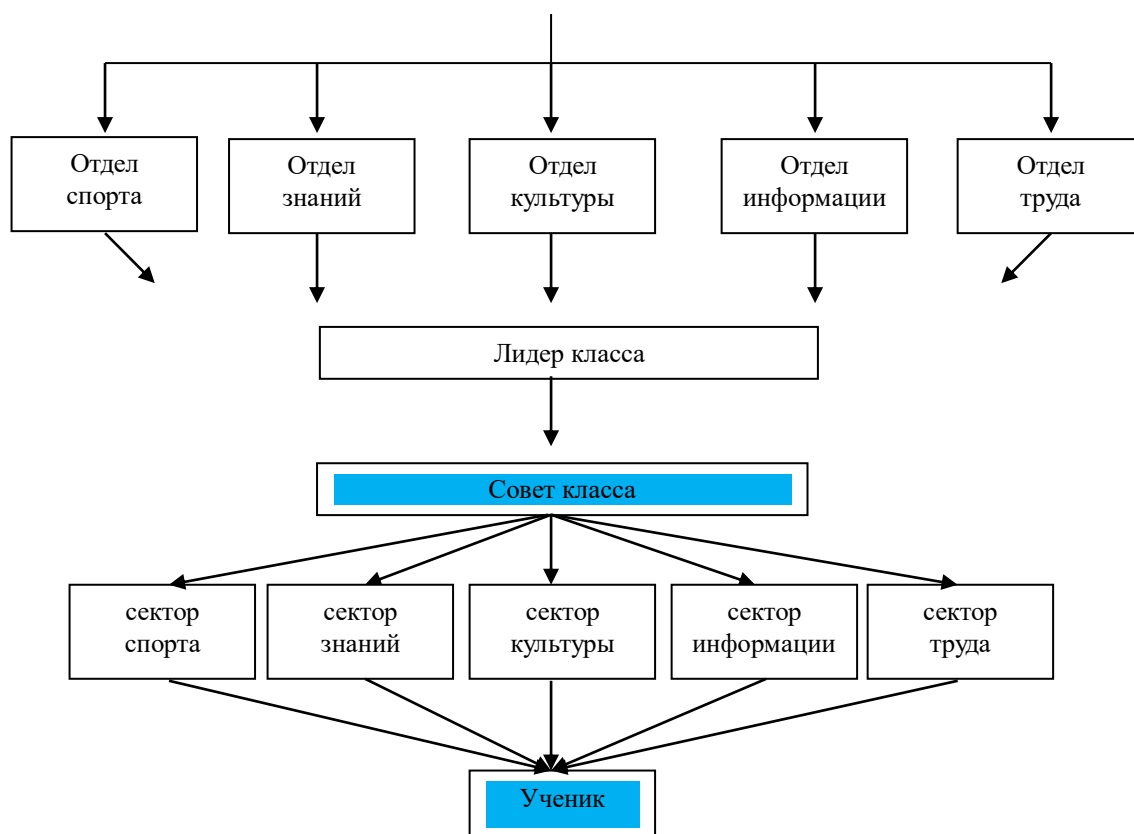 Отдел
спорта
Отдел
знаний
Отдел
культуры
Отдел
информации
Отдел
труда
Лидер класса
Совет класса
сектор
спорта
сектор
знаний
сектор
культуры
сектор
информации
сектор
труда
Ученик